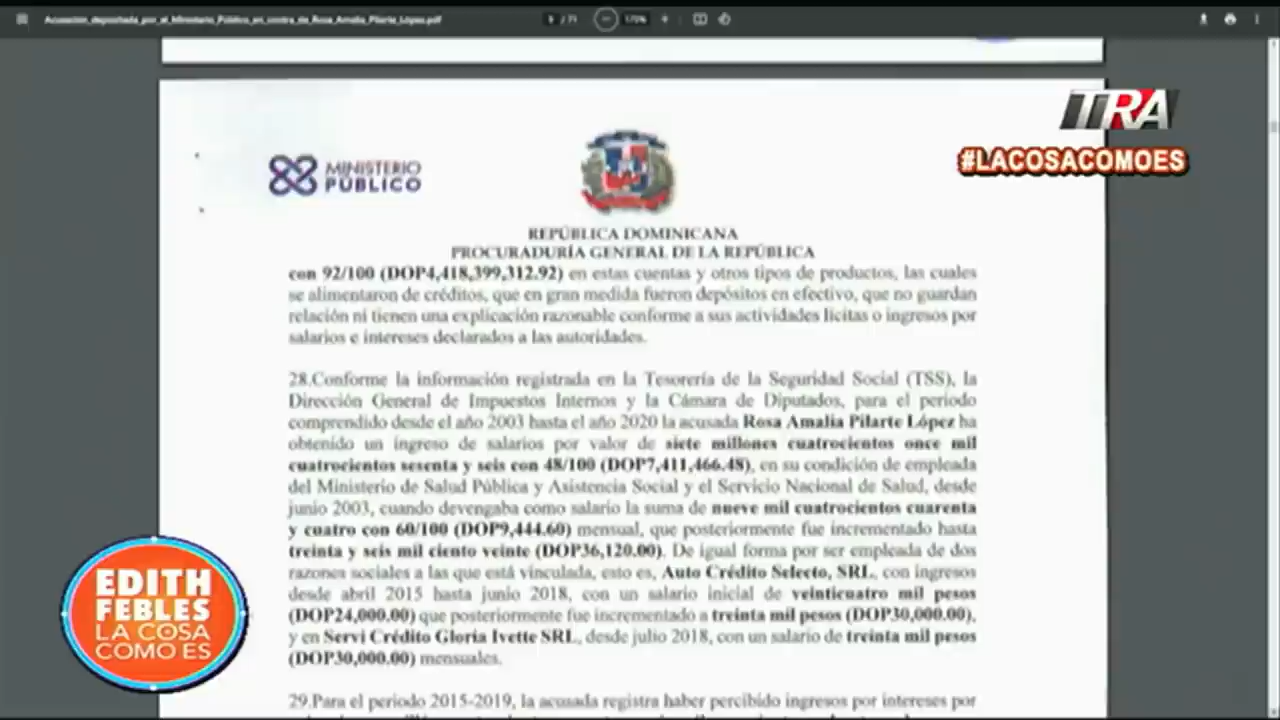 Acusación_depositada_por_el_Ministerio_Público_en_contra_de_Rosa_Amalia_Pilarte_López.pdf
/ 71
170%
TRA
#LACOSACOMOES
MINISTERIO
PÚBLICO
REPÚBLICA DOMINICANA
PROCURADURÍA GENERAL DE LA REPÚBLICA
con 92/100 (DOP4,418,399,312.92) en estas cuentas y otros tipos de productos, las cuales
se alimentaron de créditos, que en gran medida fueron depósitos en efectivo, que no guardan
relación ni tienen una explicación razonable conforme a sus actividades licitas o ingresos por
salarios e intereses declarados a las autoridades.
28.Conforme la información registrada en la Tesorería de la Seguridad Social (TSS), la
Dirección General de Impuestos Internos y la Cámara de Diputados, para el periodo
comprendido desde el año 2003 hasta el año 2020 la acusada Rosa Amalia Pilarte López ha
obtenido un ingreso de salarios por valor de siete millones cuatrocientos once mil
cuatrocientos sesenta y seis con 48/100 (DOP7,411,466.48), en su condición de empleada
del Ministerio de Salud Pública y Asistencia Social y el Servicio Nacional de Salud, desde
junio 2003, cuando devengaba como salario la suma de nueve mil cuatrocientos cuarenta
y cuatro con 60/100 (DOP9,444.60) mensual, que posteriormente fue incrementado hasta
treinta y seis mil ciento veinte (DOP36,120.00). De igual forma por ser empleada de dos
razones sociales a las que está vinculada, esto es, Auto Crédito Selecto, SRL, con ingresos
desde abril 2015 hasta junio 2018, con un salario inicial de veinticuatro mil pesos
(DOP24,000.00) que posteriormente fue incrementado a treinta mil pesos (DOP30,000.00),
y en Servi Crédito Gloria Ivette SRL, desde julio 2018, con un salario de treinta mil pesos
(DOP30,000.00) mensuales.
29.Para el periodo 2015-2019, la acusada registra haber percibido ingresos por intereses por
EDITH
FEBLES
LA COSA
COMO ES